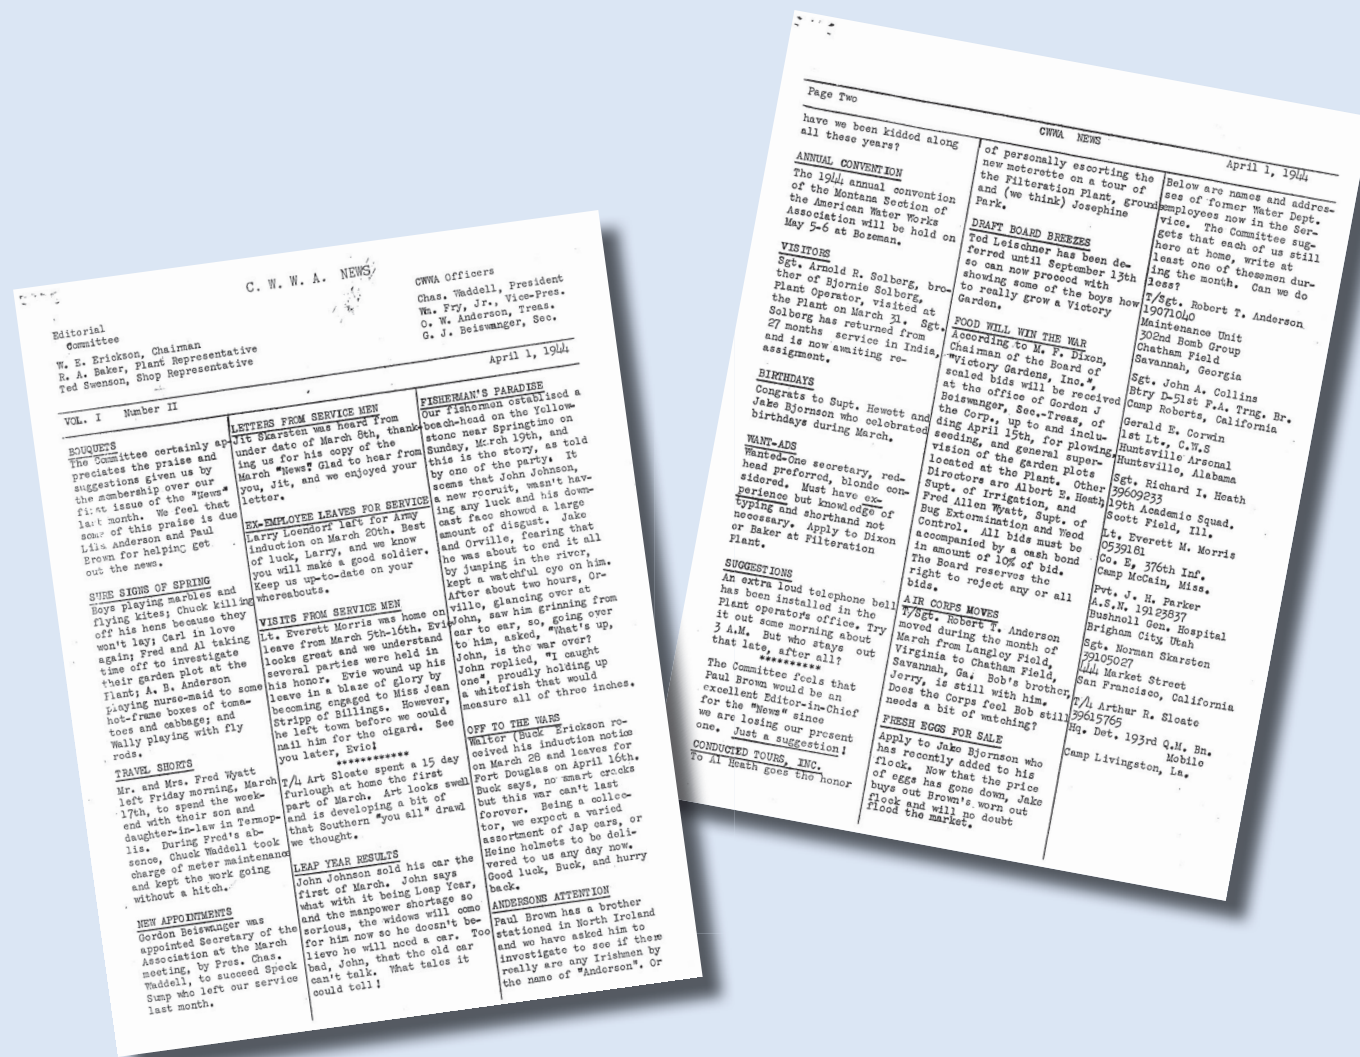 C. W. W. A. NEWS
Editorial
Committee
W. E. Erickson, Chairman
R. A. Baker, Plant Representative
Ted Swenson, Shop Representative
CWWA Officers
Chas. Waddell, President
Wm. Fry, Jr., Vice-Pres.
O. W. Anderson, Treas.
G. J. Beiswanger, Sec.
VOL. I Number II
April 1, 1944
BOUQUETS
The Committee certainly ap-
preciates the praise and
suggestions given us by
the membership over our
first issue of the "News"
last month. We feel that
some of this praise is due
Lila Anderson and Paul
Brown for helping get
out the news.
SURE SIGNS OF SPRING
Boys playing marbles and
flying kites; Chuck killing
off his hens because they
won't lay; Carl in love
again; Fred and Al taking
time off to investigate
their garden plot at the
Plant; A. B. Anderson
playing nurse-maid to some
hot-frame boxes of toma-
toes and cabbage; and
Wally playing with fly
rods.
TRAVEL SHORTS
Mr. and Mrs. Fred Wyatt
left Friday morning, March
17th, to spend the week-
end with their son and
daughter-in-law in Termop-
lis. During Fred's ab-
sence, Chuck Waddell took
charge of meter maintenance
and kept the work going
without a hitch.
NEW APPOINTMENTS
Gordon Beiswanger was
appointed Secretary of the
Association at the March
meeting, by Pres. Chas.
Waddell, to succeed Speck
Sump who left our service
last month.
LETTERS FROM SERVICE MEN
Jit Skarsten was heard from
under date of March 8th, thank-
ing us for his copy of the
March "News" Glad to hear from
you, Jit, and we enjoyed your
letter.
EX-EMPLOYEE LEAVES FOR SERVICE
Larry Loendorf left for Army
induction on March 20th. Best
of luck, Larry, and we know
you will make a good soldier.
Keep us up-to-date on your
whereabouts.
VISITS FROM SERVICE MEN
Lt. Everett Morris was home on
leave from March 5th-16th. Evie
looks great and we understand
several parties were held in
his honor. Evie wound up his
leave in a blaze of glory by
becoming engaged to Miss Jean
Stripp of Billings. However,
he left town before we could
nail him for the cigars. See
you later, Evie!
**********
T/4 Art Sloate spent a 15 day
furlough at home the first
part of March. Art looks swell
and is developing a bit of
that Southern "you all" drawl
we thought.
LEAP YEAR RESULTS
John Johnson sold his car the
first of March. John says
what with it being Leap Year,
and the manpower shortage so
serious, the widows will come
for him now so he doesn't be-
lieve he will need a car. Too
bad, John, that the old car
can't talk. What tales it
could tell!
FISHERMAN'S PARADISE
Our fishermen establised a
beach-head on the Yellow-
stone near Springtime on
Sunday, March 19th, and
this is the story, as told
by one of the party. It
seems that John Johnson,
a new recruit, wasn't hav-
ing any luck and his down-
cast face showed a large
amount of disgust. Jake
and Orville, fearing that
he was about to end it all
by jumping in the river,
kept a watchful eye on him.
After about two hours, Or-
ville, glancing over at
John, saw him grinning from
ear to ear, so, going over
to him, asked, "What's up,
John, is the war over?
John replied, "I caught
one", proudly holding up
a whitefish that would
measure all of three inches.
OFF TO THE WARS
Walter (Buck Erickson re-
ceived his induction notice
on March 28 and leaves for
Fort Douglas on April 16th.
Buck says, no smart cracks
but this war can't last
forever. Being a collec-
tor, we expect a varied
assortment of Jap ears, or
Heine helmets to be deli-
vered to us any day now.
Good luck, Buck, and hurry
back.
ANDERSONS ATTENTION
Paul Brown has a brother
stationed in North Ireland
and we have asked him to
investigate to see if there
really are any Irishmen by
the name of "Anderson". Or
Page Two
CWWA NEWS
April 1, 1944
have we been kidded along
all these years?
ANNUAL CONVENTION
The 1944 annual convention
of the Montana Section of
the American Water Works
Association will be hold on
May 5-6 at Bozeman.
VISITORS
Sgt. Arnold R. Solberg, bro-
ther of Bjornie Solberg,
Plant Operator, visited at
the Plant on March 31. Sgt.
Solberg has returned from
27 months service in India,
and is now awaiting re-
assignment.
BIRTHDAYS
Congrats to Supt. Hewett and
Jake Bjornson who celebrated
birthdays during March.
WANT-ADS
Wanted-One secretary, red-
head preferred, blonde con-
sidered. Must have ex-
perience but knowledge of
typing and shorthand not
necessary. Apply to Dixon
or Baker at Filteration
Plant.
SUGGESTIONS
An extra loud telephone bell
has been installed in the
Plant operator's office. Try
it out some morning about
3 A.M. But who stays out
that late, after all?
**********
The Committee feels that
Paul Brown would be an
excellent Editor-in-Chief
for the "News" since
we are losing our present
one. Just a suggestion!
CONDUCTED TOURS, INC.
To Al Heath goes the honor
of personally escorting the
new meterette on a tour of
the Filteration Plant, grounds
and (we think) Josephine
Park.
DRAFT BOARD BREEZES
Ted Leischner has been de-
ferred until September 13th
so can now proceed with
showing some of the boys how
to really grow a Victory
Garden.
FOOD WILL WIN THE WAR
According to M. F. Dixon,
Chairman of the Board of
"Victory Gardens, Inc.",
sealed bids will be received
at the office of Gordon J
Beiswanger, Sec.-Treas, of
the Corp., up to and inclu-
ding April 15th, for plowing,
seeding, and general super-
vision of the garden plots
located at the Plant. Other
Directors are Albert E. Heath,
Supt. of Irrigation, and
Fred Allen Wyatt, Supt. of
Bug Extermination and Weed
Control. All bids must be
accompanied by a cash bond
in amount of 10% of bid.
The Board reserves the
right to reject any or all
bids.
AIR CORPS MOVES
T/Sgt. Robert T. Anderson
moved during the month of
March from Langley Field,
Virginia to Chatham Field,
Savannah, Ga. Bob's brother,
Jerry, is still with him.
Does the Corps feel Bob still
needs a bit of watching?
FRESH EGGS FOR SALE
Apply to Jake Bjornson who
has recently added to his
flock. Now that the price
of eggs has gone down, Jake
buys out Brown's worn out
flock and will no doubt
flood the market.
Below are names and addres-
ses of former Water Dept.
employees now in the Ser-
vice. The Committee sug-
gets that each of us still
here at home, write at
least one of thesemen dur-
ing the month. Can we do
less?
T/Sgt. Robert T. Anderson
19071040
Maintenance Unit
302nd Bomb Group
Chatham Field
Savannah, Georgia
Sgt. John A. Collins
Btry D-51st F.A. Trng. Br.
Camp Roberts, California
Gerald E. Corwin
1st Lt., C.W.S
Huntsville Arsenal
Huntsville, Alabama
Sgt. Richard I. Heath
39609233
19th Academic Squad.
Scott Field, Ill.
Lt. Everett M. Morris
0539181
Co. E, 376th Inf.
Camp McCain, Miss.
Pvt. J. H. Parker
A.S.N. 19123837
Bushnell Gen. Hospital
Brigham City, Utah
Sgt. Norman Skarsten
39105027
444 Market Street
San Francisco, California
T/4 Arthur R. Sloate
39615765
Hq. Det. 193rd Q.M. Bn.
Mobile
Camp Livingston, La.